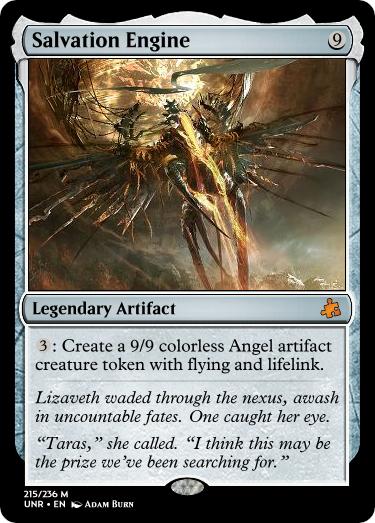 Salvation Engine 9
Legendary Artifact
3 : Create a 9/9 colorless Angel artifact
creature token with flying and lifelink.
Lizaveth waded through the nexus, awash
in uncountable fates. One caught her eye.
“Taras,” she called. “I think this may be
the prize we’ve been searching for.”
215/236 M
UNR • EN Adam Burn